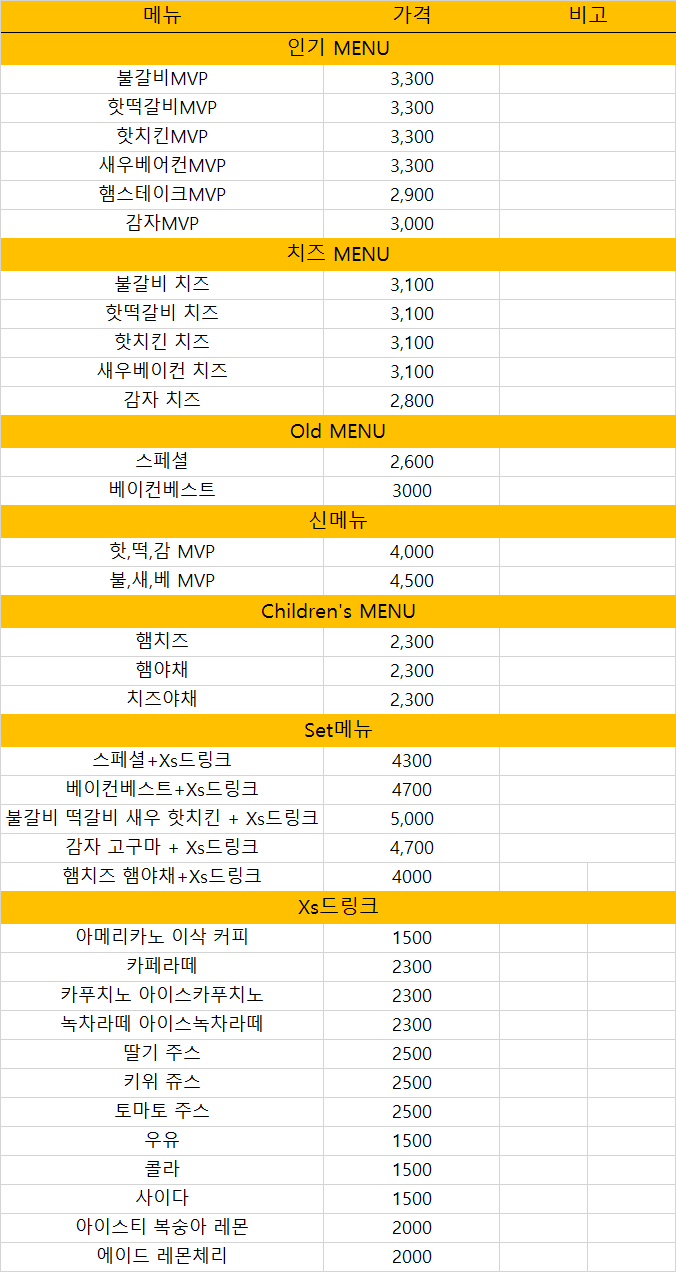 메뉴 가격 비고
인기 MENU
불갈비MVP 3,300
핫떡갈비MVP 3,300
핫치킨MVP 3,300
새우베어컨MVP 3,300
햄스테이크MVP 2,900
감자MVP 3,000
치즈 MENU
불갈비 치즈 3,100
핫떡갈비 치즈 3,100
핫치킨 치즈 3,100
새우베이컨 치즈 3,100
감자 치즈 2,800
Old MENU
스페셜 2,600
베이컨베스트 3000
신메뉴
핫,떡,감 MVP 4,000
불,새,베 MVP 4,500
Children's MENU
햄치즈 2,300
햄야채 2,300
치즈야채 2,300
Set메뉴
스페셜+Xs드링크 4300
베이컨베스트+Xs드링크 4700
불갈비 떡갈비 새우 핫치킨 + Xs드링크 5,000
감자 고구마 + Xs드링크 4,700
햄치즈 햄야채+Xs드링크 4000
Xs드링크
아메리카노 이삭 커피 1500
카페라떼 2300
카푸치노 아이스카푸치노 2300
녹차라떼 아이스녹차라떼 2300
딸기 주스 2500
키위 쥬스 2500
토마토 주스 2500
우유 1500
콜라 1500
사이다 1500
아이스티 복숭아 레몬 2000
에이드 레몬체리 2000